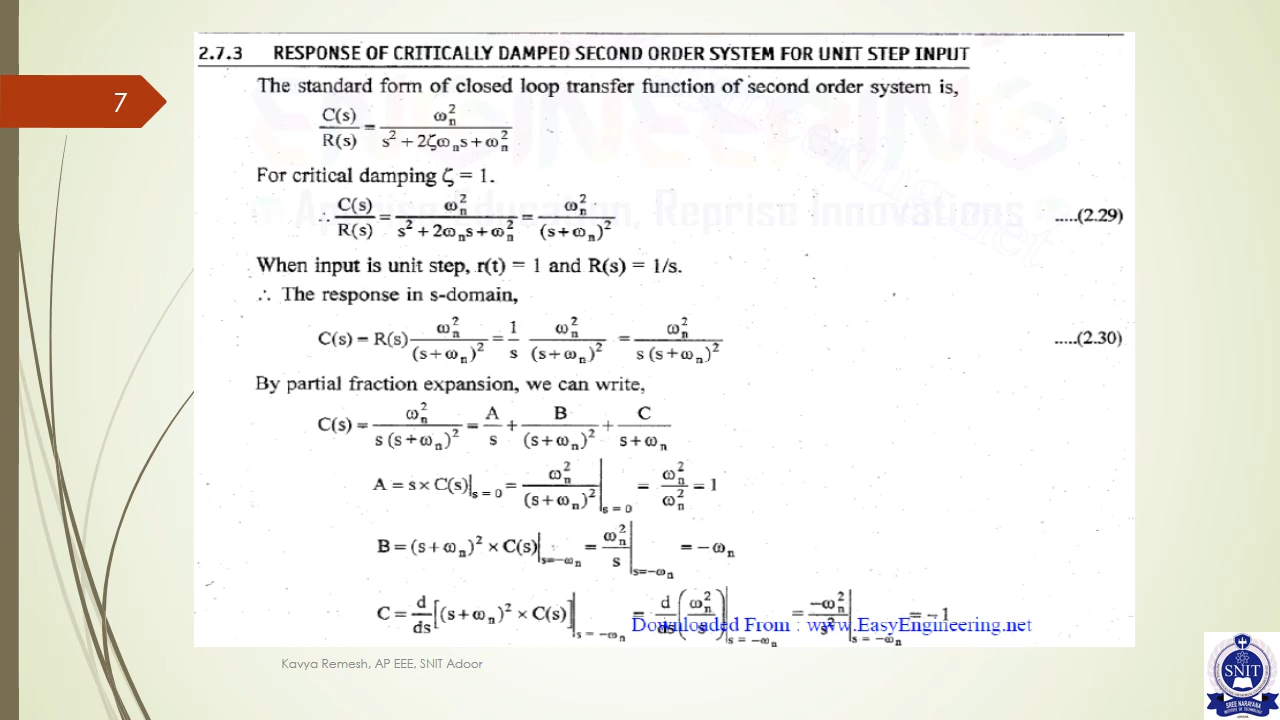 7
2.7.3 RESPONSE OF CRITICALLY DAMPED SECOND ORDER SYSTEM FOR UNIT STEP INPUT
The standard form of closed loop transfer function of second order system is,
C(s)/R(s) = ωn²/(s² + 2ζωns + ωn²)
For critical damping ζ = 1.
∴ C(s)/R(s) = ωn²/(s² + 2ωns + ωn²) = ωn²/(s + ωn)² .....(2.29)
When input is unit step, r(t) = 1 and R(s) = 1/s.
∴ The response in s-domain,
C(s) = R(s) ωn²/(s + ωn)² = 1/s ωn²/(s + ωn)² = ωn²/(s (s + ωn)²) .....(2.30)
By partial fraction expansion, we can write,
C(s) = ωn²/(s (s + ωn)²) = A/s + B/(s + ωn)² + C/(s + ωn)
A = s × C(s)|s = 0 = ωn²/(s + ωn)²|s = 0 = ωn²/ωn² = 1
B = (s + ωn)² × C(s)|s=−ωn = ωn²/s|s=−ωn = −ωn
C = d/ds[(s + ωn)² × C(s)]|s = −ωn = d/ds(ωn²/s)|s = −ωn = −ωn²/s²|s = −ωn = −1
Downloaded From : www.EasyEngineering.net
Kavya Remesh, AP EEE, SNIT Adoor
SNIT
SREE NARAYANA
INSTITUTE OF TECHNOLOGY